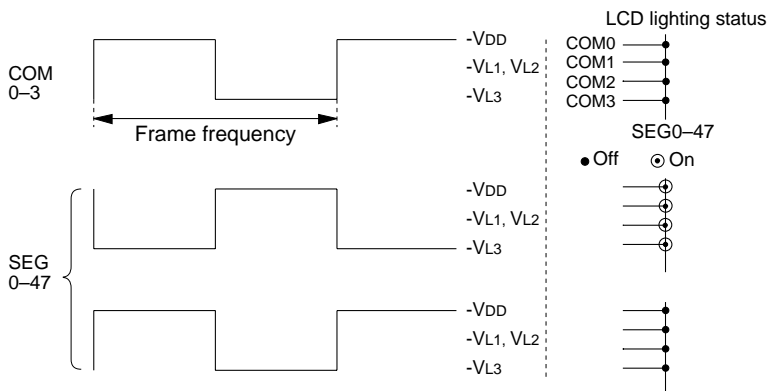 LCD lighting status
COM
0–3
-VDD
-VL1, VL2
-VL3
Frame frequency
COM0
COM1
COM2
COM3
SEG0–47
Off
On
SEG
0–47
-VDD
-VL1, VL2
-VL3
-VDD
-VL1, VL2
-VL3